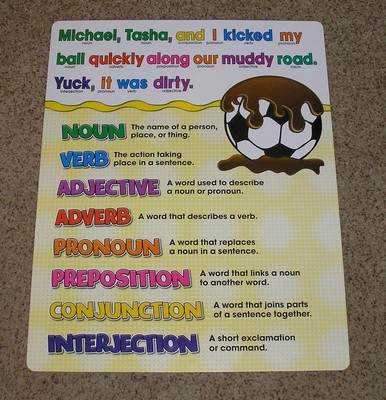 Michael, Tasha, and I kicked my
noun noun conjunction pronoun verb pronoun
ball quickly along our muddy road.
noun adverb preposition pronoun adjective noun
Yuck, it was dirty.
interjection pronoun verb adjective
NOUN The name of a person,
place, or thing.
VERB The action taking
place in a sentence.
ADJECTIVE A word used to describe
a noun or pronoun.
ADVERB A word that describes a verb.
PRONOUN A word that replaces
a noun in a sentence.
PREPOSITION A word that links a noun
to another word.
CONJUNCTION A word that joins parts
of a sentence together.
INTERJECTION A short exclamation
or command.